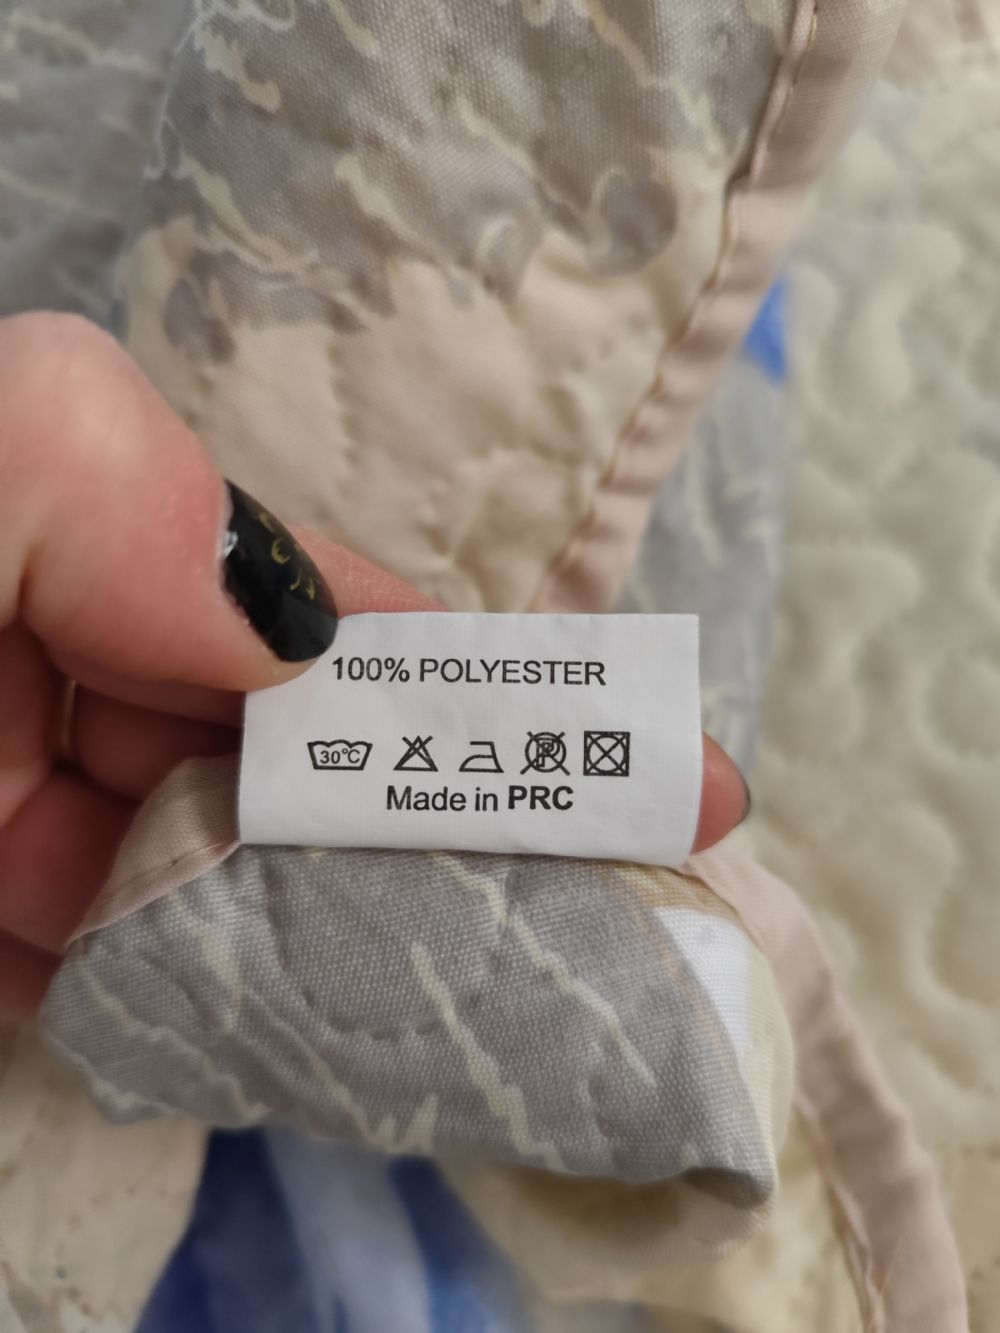 100% POLYESTER
30°C P
Made in PRC